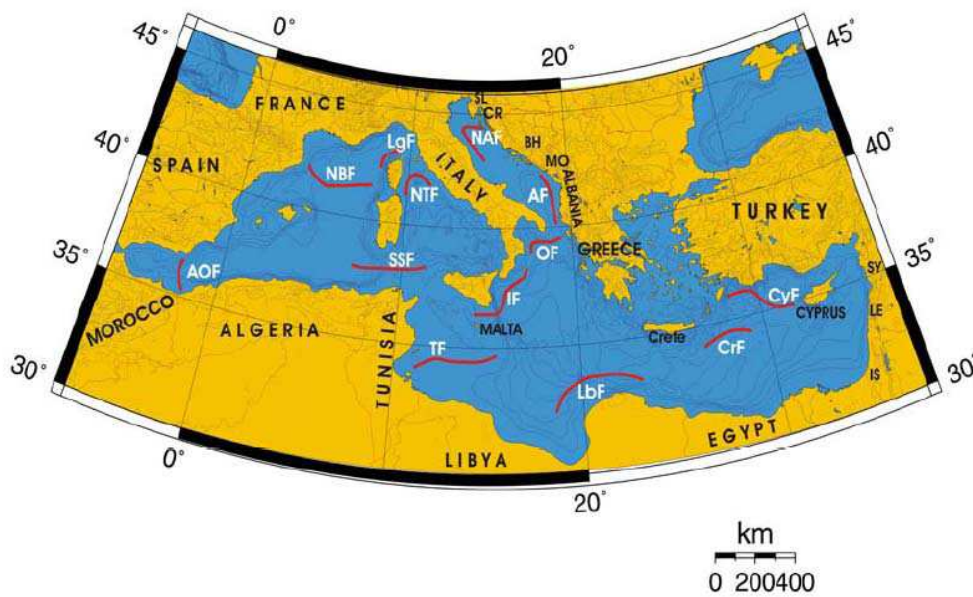 0°
20°
45°
45°
40°
40°
35°
35°
30°
30°
0°
20°
FRANCE
SPAIN
ITALY
SL
CR
BH
MO
ALBANIA
GREECE
TURKEY
SY
LE
IS
CYPRUS
Crete
MALTA
MOROCCO
ALGERIA
TUNISIA
LIBYA
EGYPT
LgF
NAF
NBF
NTF
AF
OF
AOF
SSF
IF
TF
LbF
CrF
CyF
km
0 200400